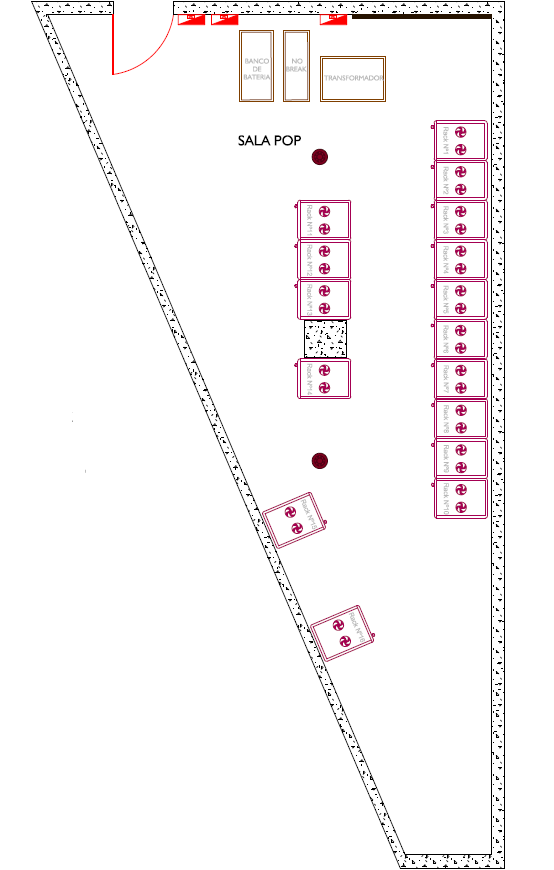 BANCO
DE
BATERIA
NO
BREAK
TRANSFORMADOR
SALA POP
Rack Nº1
Rack Nº2
Rack Nº3
Rack Nº4
Rack Nº5
Rack Nº6
Rack Nº7
Rack Nº8
Rack Nº9
Rack Nº10
Rack Nº11
Rack Nº12
Rack Nº13
Rack Nº14
Rack Nº15
Rack Nº16